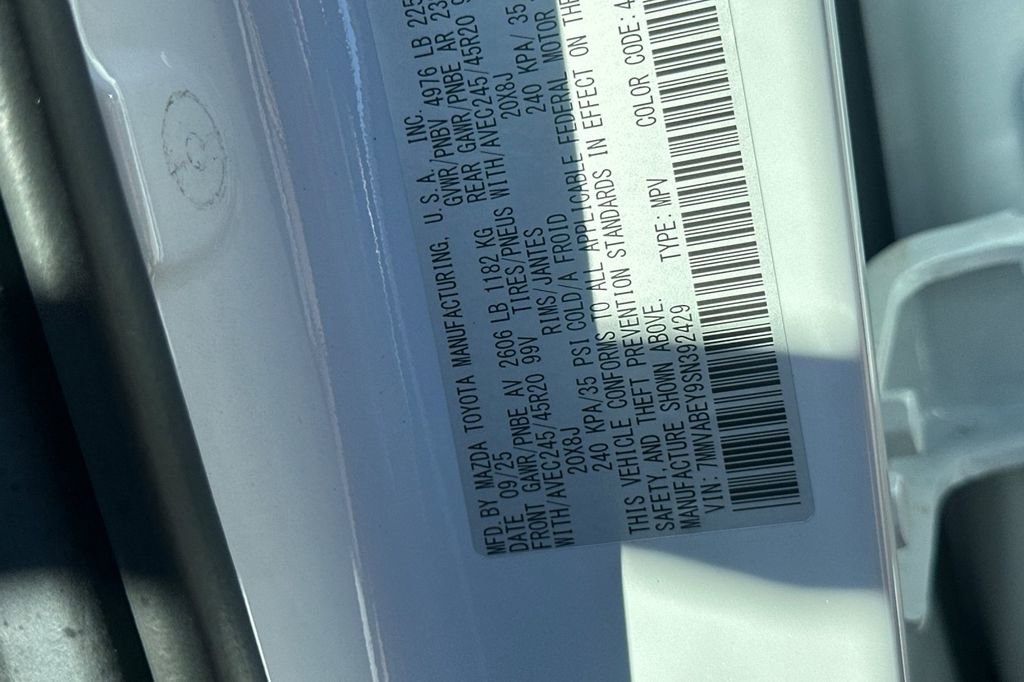 MFD. BY MAZDA TOYOTA MANUFACTURING, U.S.A. INC.
DATE 09/25 GVWR/PNBV 4976 LB 225
FRONT GAWR/PNBE AV 2606 LB 1182 KG REAR GAWR/PNBE AR 23
WITH/AVEC245/45R20 99V TIRES/PNEUS WITH/AVEC245/45R20 9
20X8J RIMS/JANTES 20X8J
240 KPA/35 PSI COLD/A FROID 240 KPA/ 35
THIS VEHICLE CONFORMS TO ALL APPLICABLE FEDERAL MOTOR
SAFETY, AND THEFT PREVENTION STANDARDS IN EFFECT ON THE
MANUFACTURE SHOWN ABOVE.
VIN: 7MMVABEY9SN392429 TYPE: MPV COLOR CODE: 4